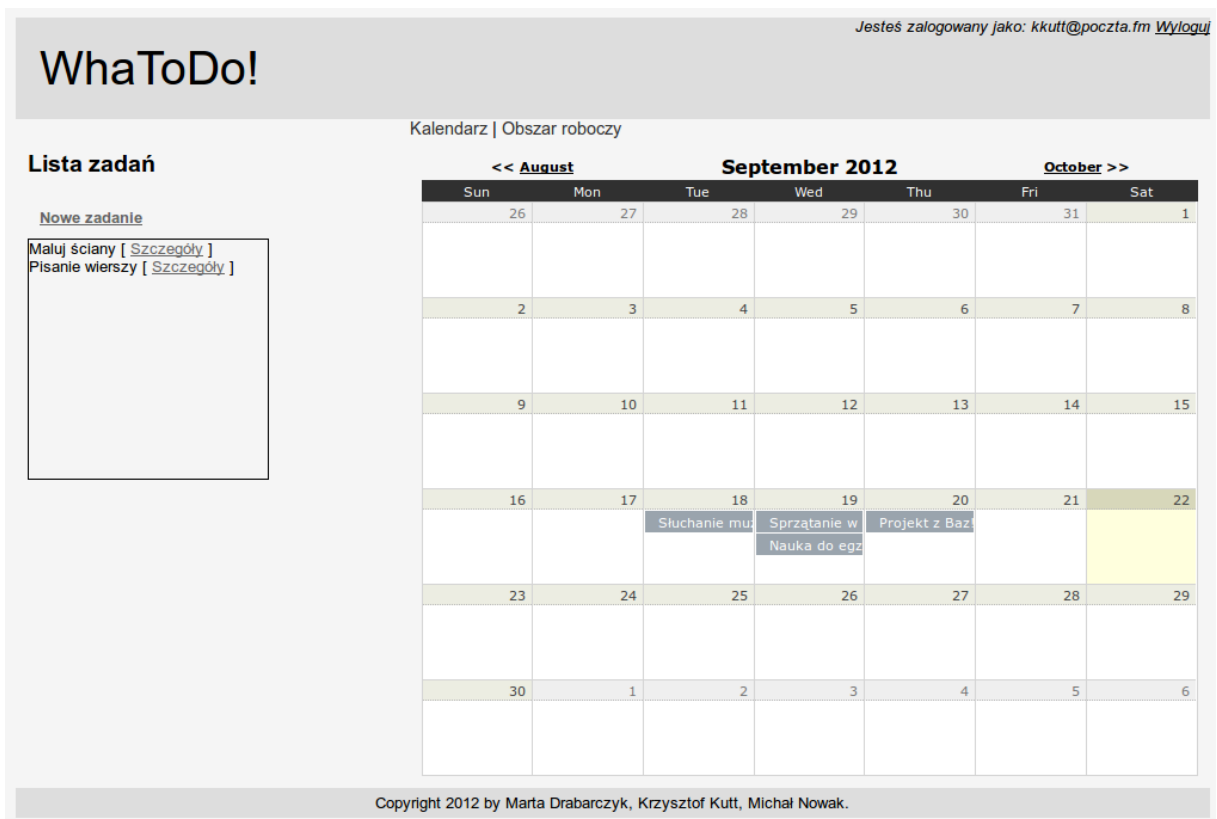 Jesteś zalogowany jako: kkutt@poczta.fm Wyloguj
WhaToDo!
Kalendarz | Obszar roboczy
Lista zadań
Nowe zadanie
Maluj ściany [ Szczegóły ]
Pisanie wierszy [ Szczegóły ]
<< August September 2012 October >>
Sun Mon Tue Wed Thu Fri Sat
26 27 28 29 30 31 1
2 3 4 5 6 7 8
9 10 11 12 13 14 15
16 17 18 19 20 21 22
Słuchanie muz Sprzątanie w Projekt z Baz!
Nauka do egz
23 24 25 26 27 28 29
30 1 2 3 4 5 6
Copyright 2012 by Marta Drabarczyk, Krzysztof Kutt, Michał Nowak.